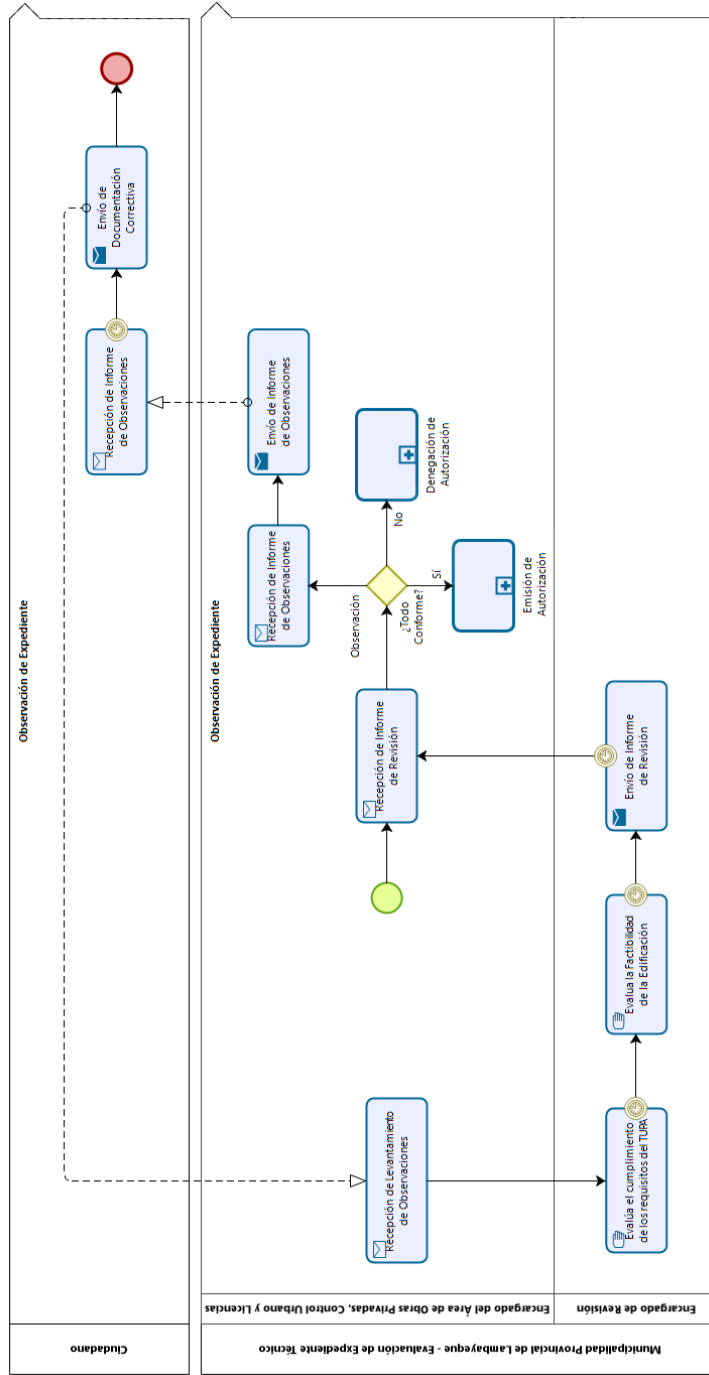 Ciudadano
Observación de Expediente
Recepción de Informe
de Observaciones
Envío de
Documentación
Correctiva
Municipalidad Provincial de Lambayeque - Evaluación de Expediente Técnico
Encargado del Área del Área de Obras Privadas, Control Urbano y Licencias
Observación de Expediente
Recepción de Levantamiento
de Observaciones
Recepción de Informe
de Revisión
¿Todo
Conforme?
Observación
Recepción de Informe
de Observaciones
Envío de Informe
de Observaciones
No
Denegación de
Autorización
Sí
Emisión de
Autorización
Encargado de Revisión
Evalúa el cumplimiento
de los requisitos del TUPA
Evalua la Factibilidad
de la Edificación
Envío de Informe
de Revisión